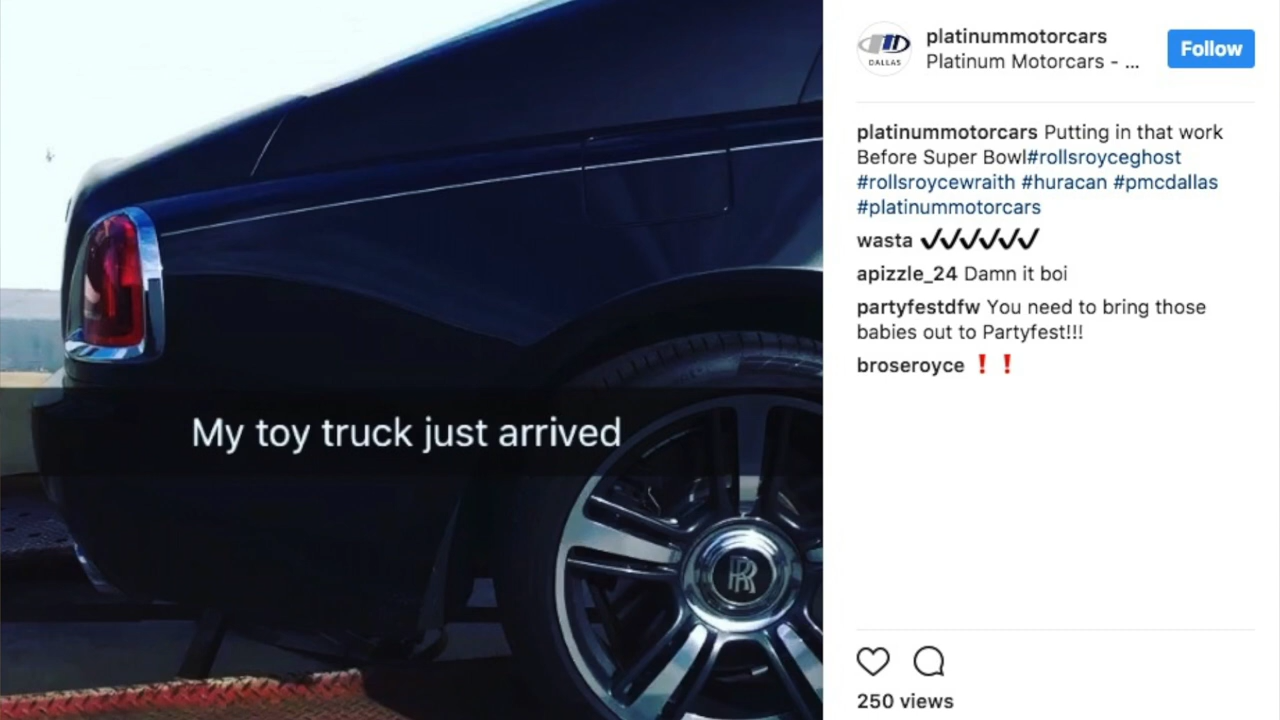 My toy truck just arrived
RR
DALLAS
platinummotorcars
Platinum Motorcars - ...
Follow
platinummotorcars Putting in that work
Before Super Bowl#rollsroyceghost
#rollsroycewraith #huracan #pmcdallas
#platinummotorcars
wasta ✔✔✔✔✔✔
apizzle_24 Damn it boi
partyfestdfw You need to bring those
babies out to Partyfest!!!
broseroyce ❗❗
250 views